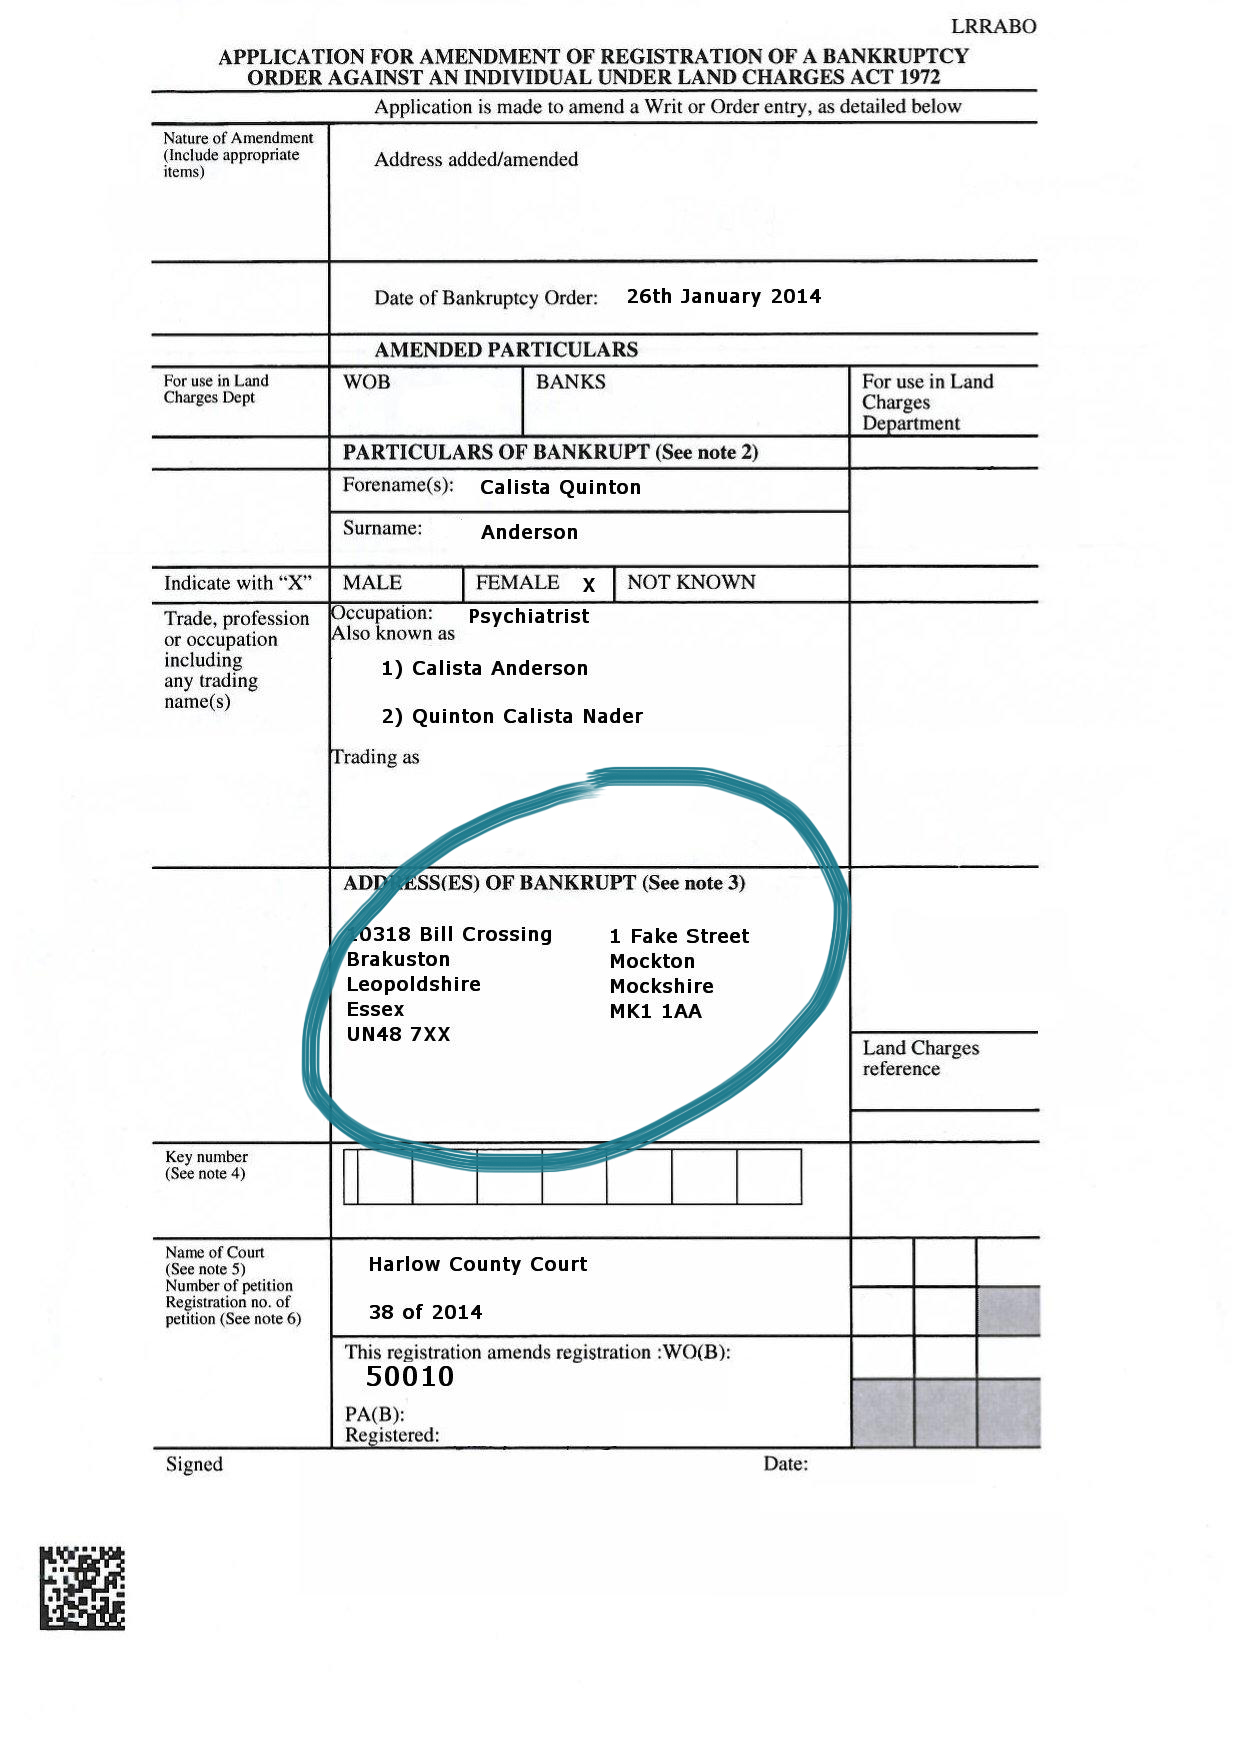 LRRABO
APPLICATION FOR AMENDMENT OF REGISTRATION OF A BANKRUPTCY
ORDER AGAINST AN INDIVIDUAL UNDER LAND CHARGES ACT 1972
Application is made to amend a Writ or Order entry, as detailed below
Nature of Amendment
(Include appropriate
items)
Address added/amended
Date of Bankruptcy Order: 26th January 2014
AMENDED PARTICULARS
For use in Land
Charges Dept
WOB
BANKS
For use in Land
Charges
Department
PARTICULARS OF BANKRUPT (See note 2)
Forename(s): Calista Quinton
Surname: Anderson
Indicate with “X” MALE FEMALE X NOT KNOWN
Trade, profession
or occupation
including
any trading
name(s)
Occupation: Psychiatrist
Also known as
1) Calista Anderson
2) Quinton Calista Nader
Trading as
ADDRESS(ES) OF BANKRUPT (See note 3)
10318 Bill Crossing
Brakuston
Leopoldshire
Essex
UN48 7XX
1 Fake Street
Mockton
Mockshire
MK1 1AA
Land Charges
reference
Key number
(See note 4)
Name of Court
(See note 5)
Number of petition
Registration no. of
petition (See note 6)
Harlow County Court
38 of 2014
This registration amends registration :WO(B):
50010
PA(B):
Registered:
Signed Date: